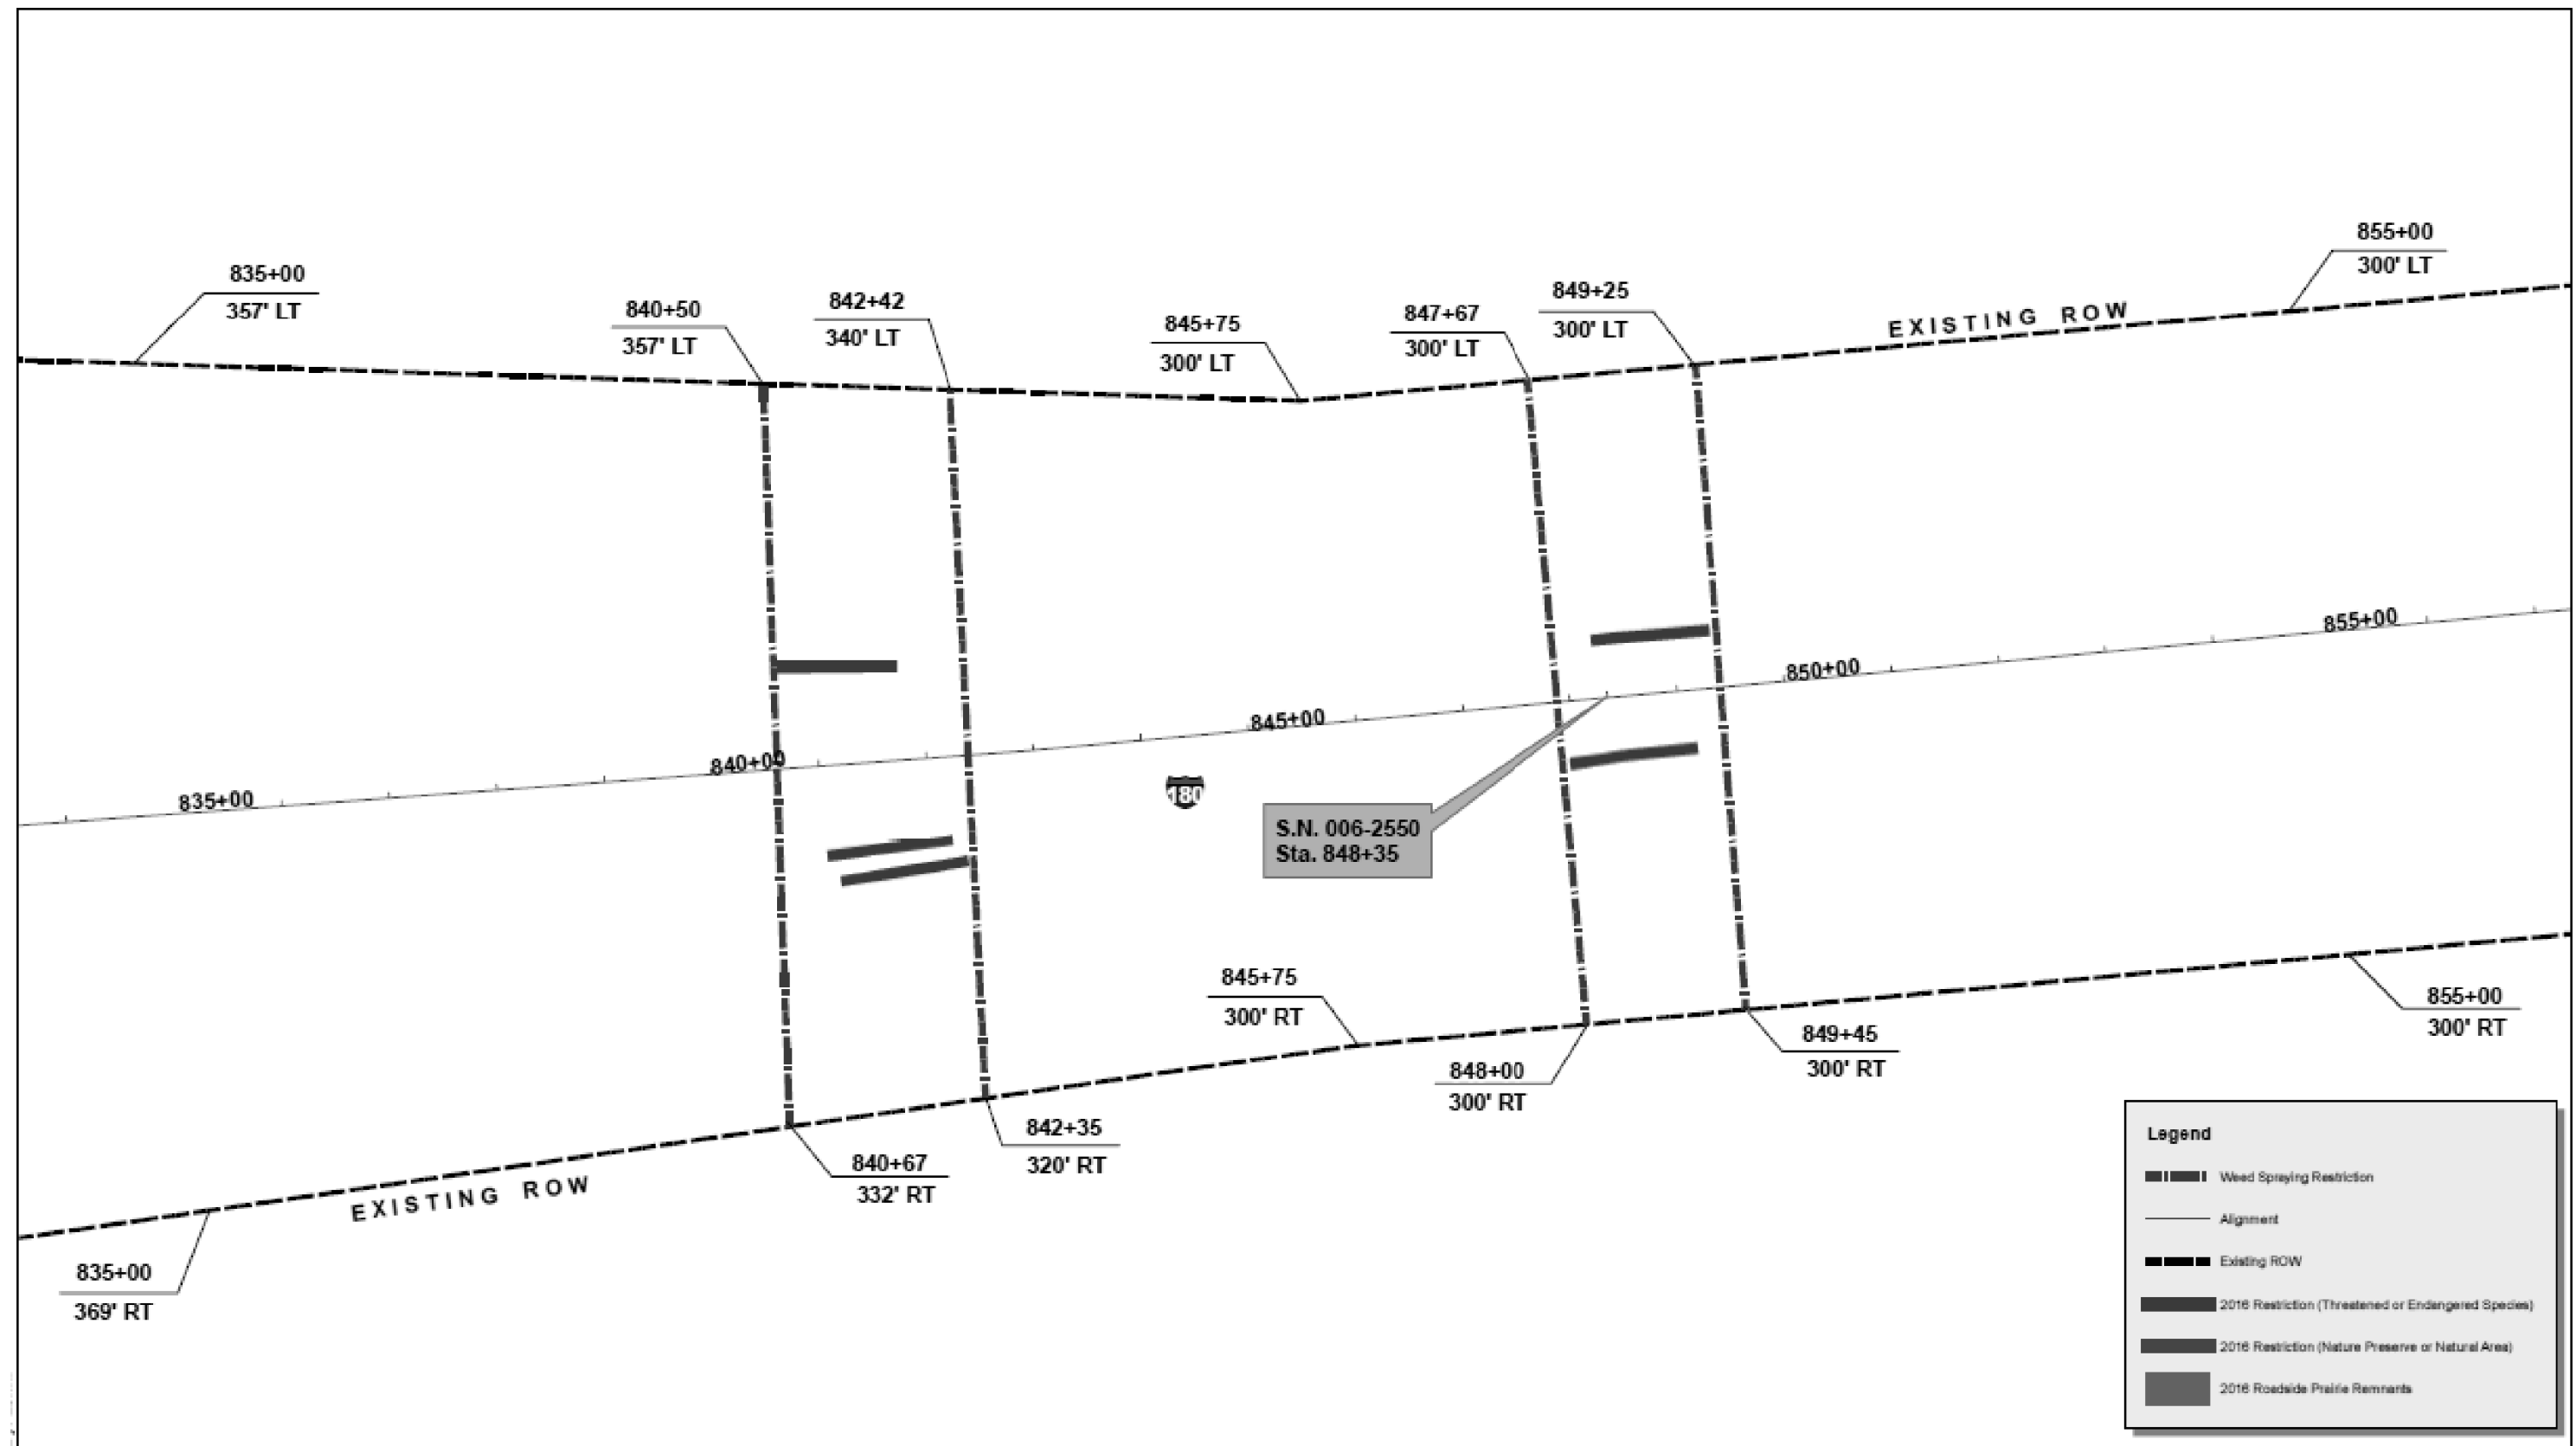 855+00
300' LT
835+00
357' LT
840+50
357' LT
842+42
340' LT
845+75
300' LT
847+67
300' LT
849+25
300' LT
EXISTING ROW
835+00
840+00
845+00
850+00
855+00
180
S.N. 006-2550
Sta. 848+35
845+75
300' RT
848+00
300' RT
849+45
300' RT
855+00
300' RT
842+35
320' RT
840+67
332' RT
EXISTING ROW
835+00
369' RT
Legend
Weed Spraying Restriction
Alignment
Existing ROW
2016 Restriction (Threatened or Endangered Species)
2016 Restriction (Nature Preserve or Natural Area)
2016 Roadside Prairie Remnants